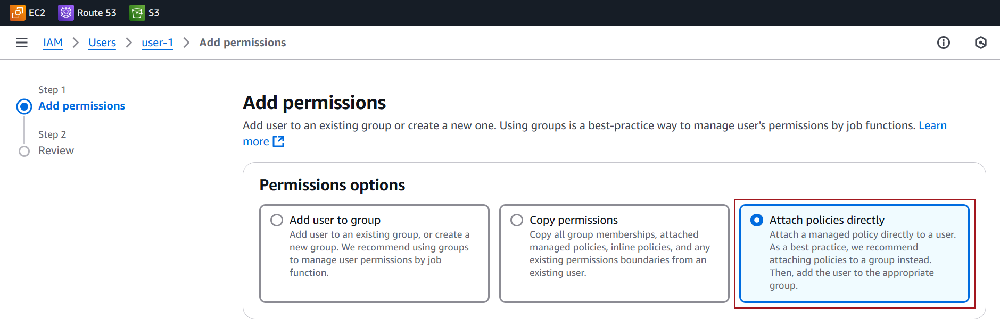 EC2 Route 53 S3
IAM Users user-1 Add permissions
Step 1
Add permissions
Step 2
Review
Add permissions
Add user to an existing group or create a new one. Using groups is a best-practice way to manage user's permissions by job functions. Learn
more
Permissions options
Add user to group
Add user to an existing group, or create a
new group. We recommend using groups
to manage user permissions by job
function.
Copy permissions
Copy all group memberships, attached
managed policies, inline policies, and any
existing permissions boundaries from an
existing user.
Attach policies directly
Attach a managed policy directly to a user.
As a best practice, we recommend
attaching policies to a group instead.
Then, add the user to the appropriate
group.